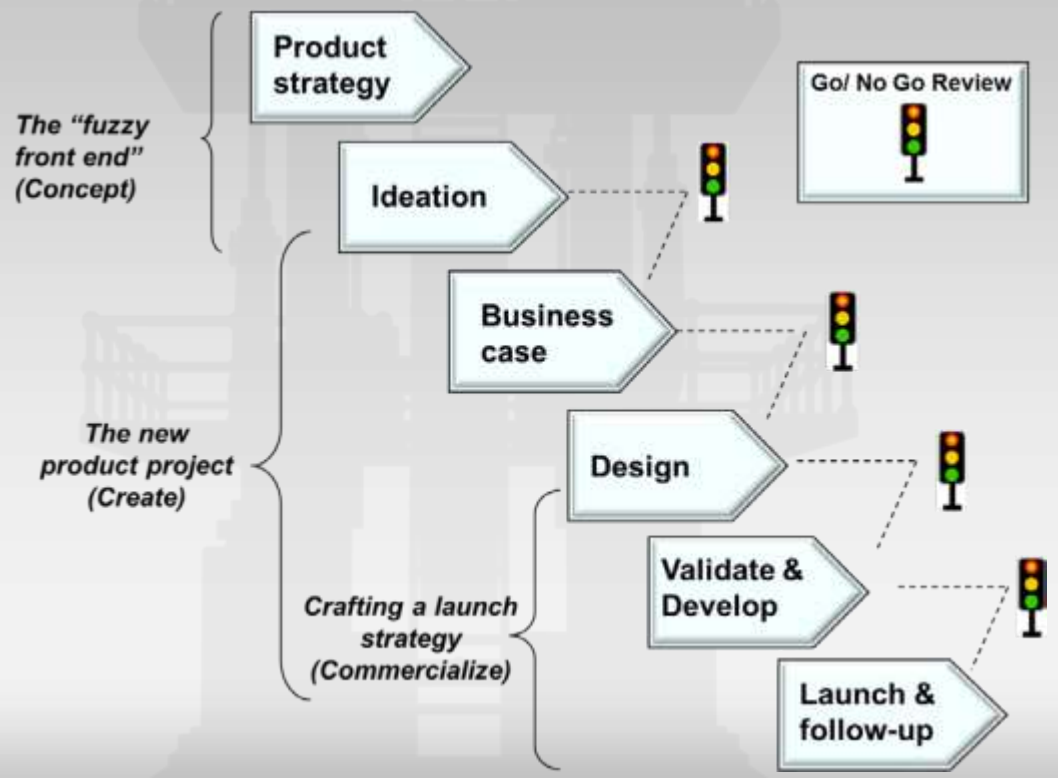 Product
strategy
Go/ No Go Review
The “fuzzy
front end”
(Concept)
Ideation
Business
case
The new
product project
(Create)
Design
Validate &
Develop
Crafting a launch
strategy
(Commercialize)
Launch &
follow-up